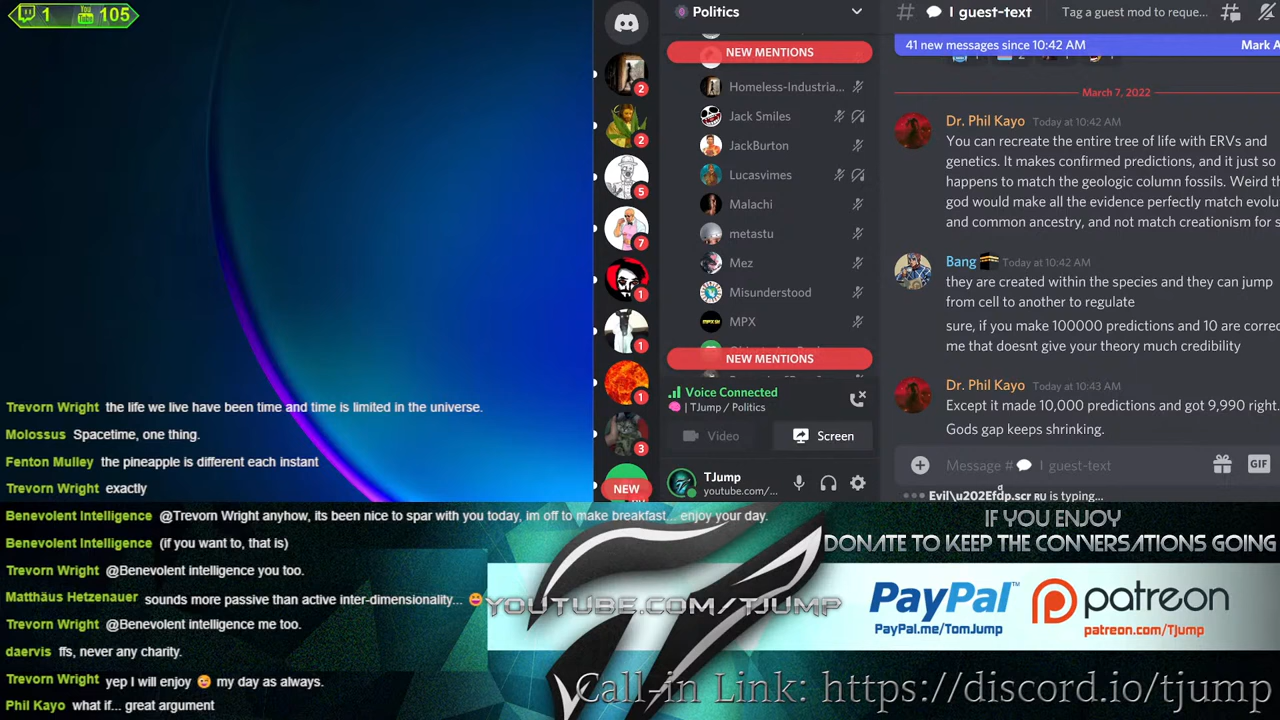 1
You Tube
105
Trevorn Wright the life we live have been time and time is limited in the universe.
Molossus Spacetime, one thing.
Fenton Mulley the pineapple is different each instant
Trevorn Wright exactly
Benevolent Intelligence @Trevorn Wright anyhow, its been nice to spar with you today, im off to make breakfast... enjoy your day.
Benevolent Intelligence (if you want to, that is)
Trevorn Wright @Benevolent intelligence you too.
Matthäus Hetzenauer sounds more passive than active inter-dimensionality... 😀
Trevorn Wright @Benevolent intelligence me too.
daervis ffs, never any charity.
Trevorn Wright yep I will enjoy 😋 my day as always.
Phil Kayo what if... great argument
2
2
5
7
1
1
1
3
NEW
Politics
NEW MENTIONS
Homeless-Industria...
Jack Smiles
JackBurton
Lucasvimes
Malachi
metastu
Mez
Misunderstood
MPX
NEW MENTIONS
Voice Connected
🧠 | TJump / Politics
Video
Screen
TJump
youtube.com/...
# 💬 | guest-text
Tag a guest mod to reque...
41 new messages since 10:42 AM
Mark A
March 7, 2022
Dr. Phil Kayo Today at 10:42 AM
You can recreate the entire tree of life with ERVs and
genetics. It makes confirmed predictions, and it just so
happens to match the geologic column fossils. Weird th
god would make all the evidence perfectly match evolu
and common ancestry, and not match creationism for s
Bang 🕋 Today at 10:42 AM
they are created within the species and they can jump
from cell to another to regulate
sure, if you make 100000 predictions and 10 are correc
me that doesnt give your theory much credibility
Dr. Phil Kayo Today at 10:43 AM
Except it made 10,000 predictions and got 9,990 right.
Gods gap keeps shrinking.
Message # 💬 | guest-text
GIF
Evil\u202Efdp.scr RU is typing...
IF YOU ENJOY
DONATE TO KEEP THE CONVERSATIONS GOING
YOUTUBE.COM/TJUMP
PayPal™
PayPal.me/TomJump
patreon
patreon.com/Tjump
Call-in Link: https://discord.io/tjump